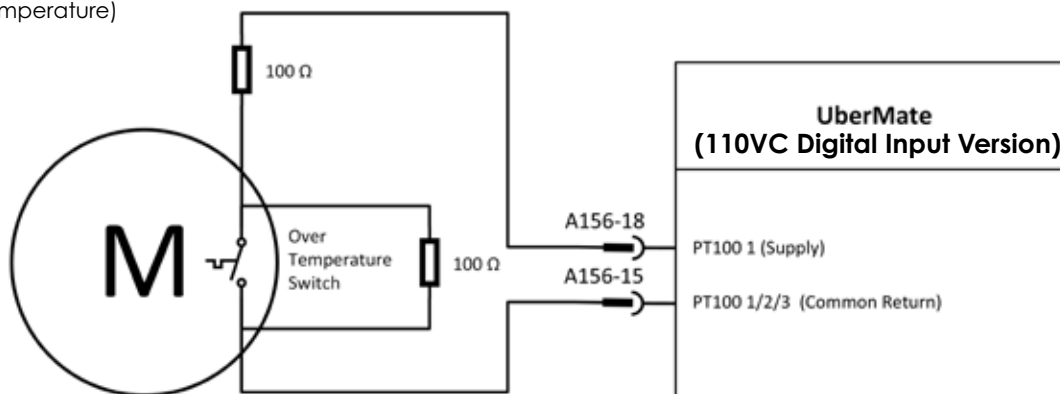 mperature)
100 Ω
UberMate
(110VC Digital Input Version)
M
Over
Temperature
Switch
100 Ω
A156-18
PT100 1 (Supply)
A156-15
PT100 1/2/3 (Common Return)